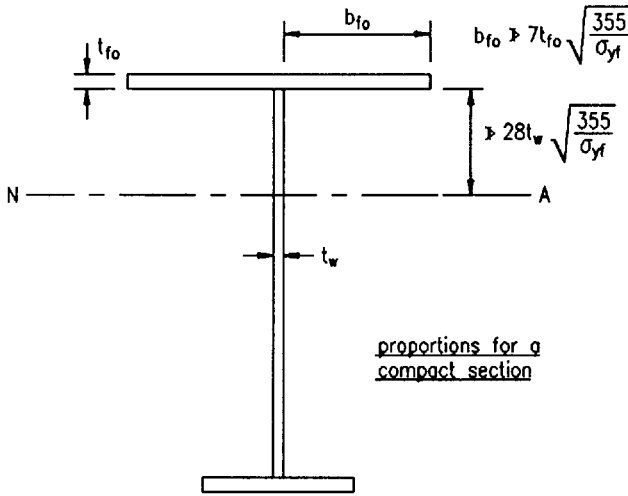 b_fo
b_fo ≯ 7t_fo √(355/σ_yf)
t_fo
≯ 28t_w √(355/σ_yf)
N
A
t_w
proportions for a
compact section